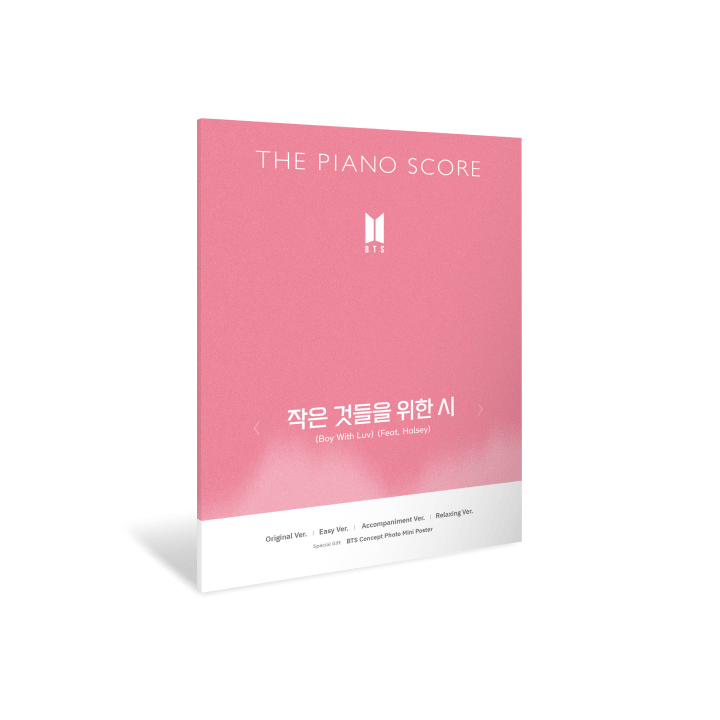 THE PIANO SCORE
BTS
작은 것들을 위한 시
(Boy With Luv) (Feat. Halsey)
Original Ver. | Easy Ver. | Accompaniment Ver. | Relaxing Ver.
Special Gift BTS Concept Photo Mini Poster